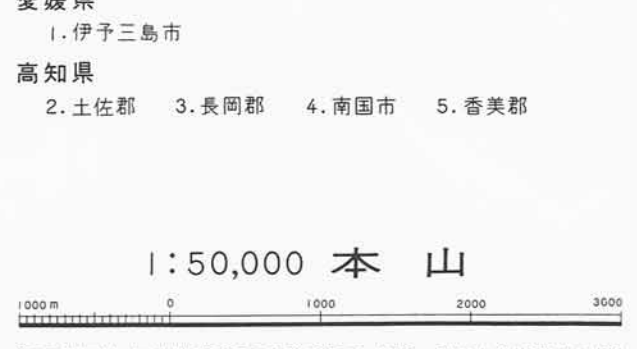 愛媛県
1.伊予三島市
高知県
2.土佐郡 3.長岡郡 4.南国市 5.香美郡
1:50,000 本 山
1000m 0 1000 2000 3000